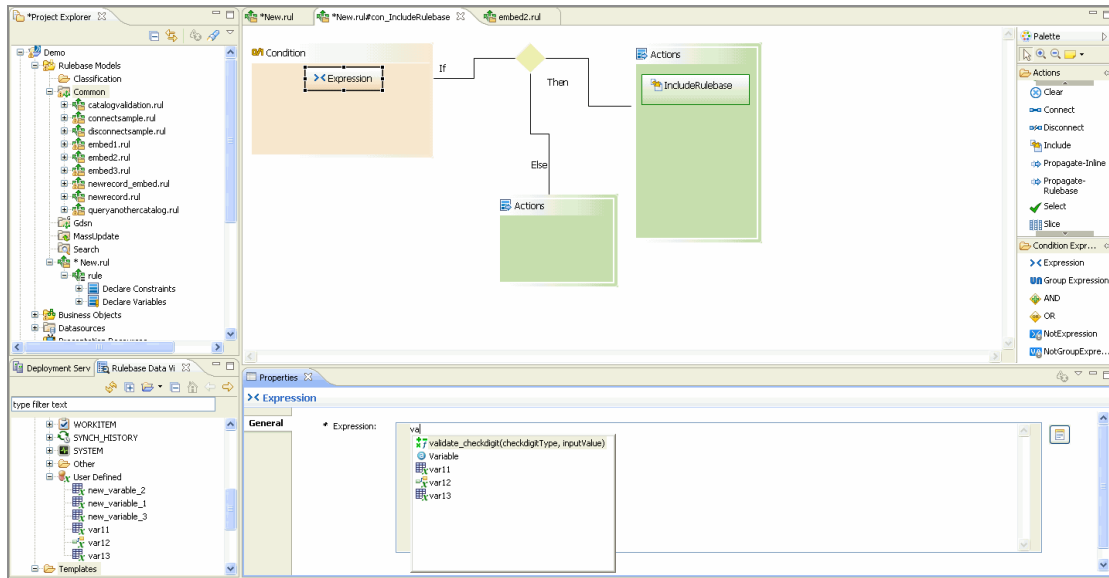 *Project Explorer
Demo
Rulebase Models
Classification
Common
catalogvalidation.rul
connectsample.rul
disconnectsample.rul
embed1.rul
embed2.rul
embed3.rul
newrecord_embed.rul
newrecord.rul
queryanothercatalog.rul
Gdsn
MassUpdate
Search
* New.rul
rule
Declare Constraints
Declare Variables
Business Objects
Datasources
Presentation Resources
*New.rul
*New.rul#con_IncludeRulebase
embed2.rul
Condition
Expression
If
Then
Else
Actions
IncludeRulebase
Actions
Palette
Actions
Clear
Connect
Disconnect
Include
Propagate-Inline
Propagate-
Rulebase
Select
Slice
Condition Expr...
Expression
Group Expression
AND
OR
NotExpression
NotGroupExpre...
Deployment Serv
Rulebase Data Vi
type filter text
WORKITEM
SYNCH_HISTORY
SYSTEM
Other
User Defined
new_varable_2
new_variable_1
new_variable_3
var11
var12
var13
Templates
Properties
Expression
General
* Expression:
va
validate_checkdigit(checkdigitType, inputValue)
Variable
var11
var12
var13